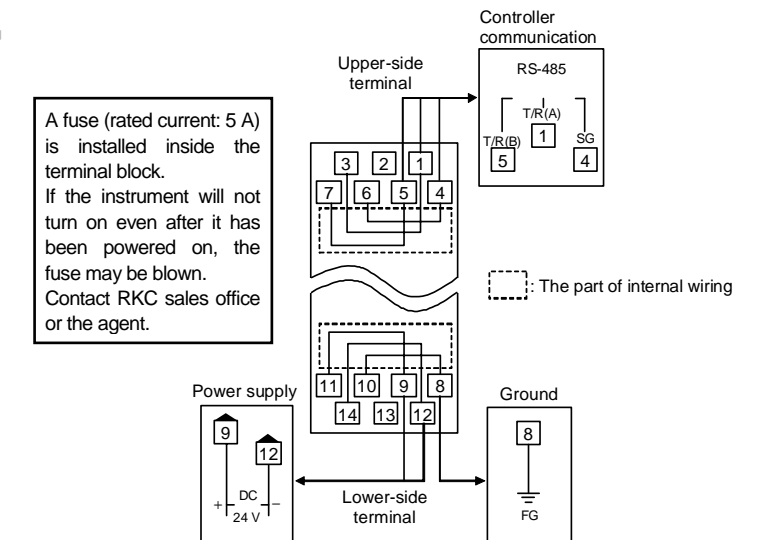 Controller
communication
Upper-side
terminal
RS-485
T/R(A)
1
T/R(B)
5
SG
4
A fuse (rated current: 5 A)
is installed inside the
terminal block.
If the instrument will not
turn on even after it has
been powered on, the
fuse may be blown.
Contact RKC sales office
or the agent.
3 2 1
7 6 5 4
: The part of internal wiring
11 10 9 8
14 13 12
Power supply
9
12
+ DC −
24 V
Lower-side
terminal
Ground
8
FG